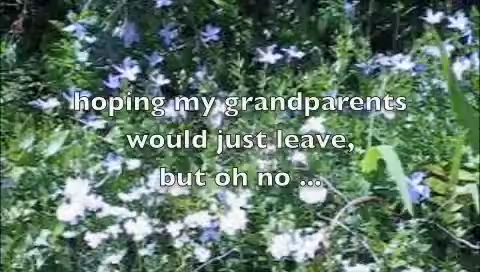 hoping my grandparents
would just leave,
but oh no ...